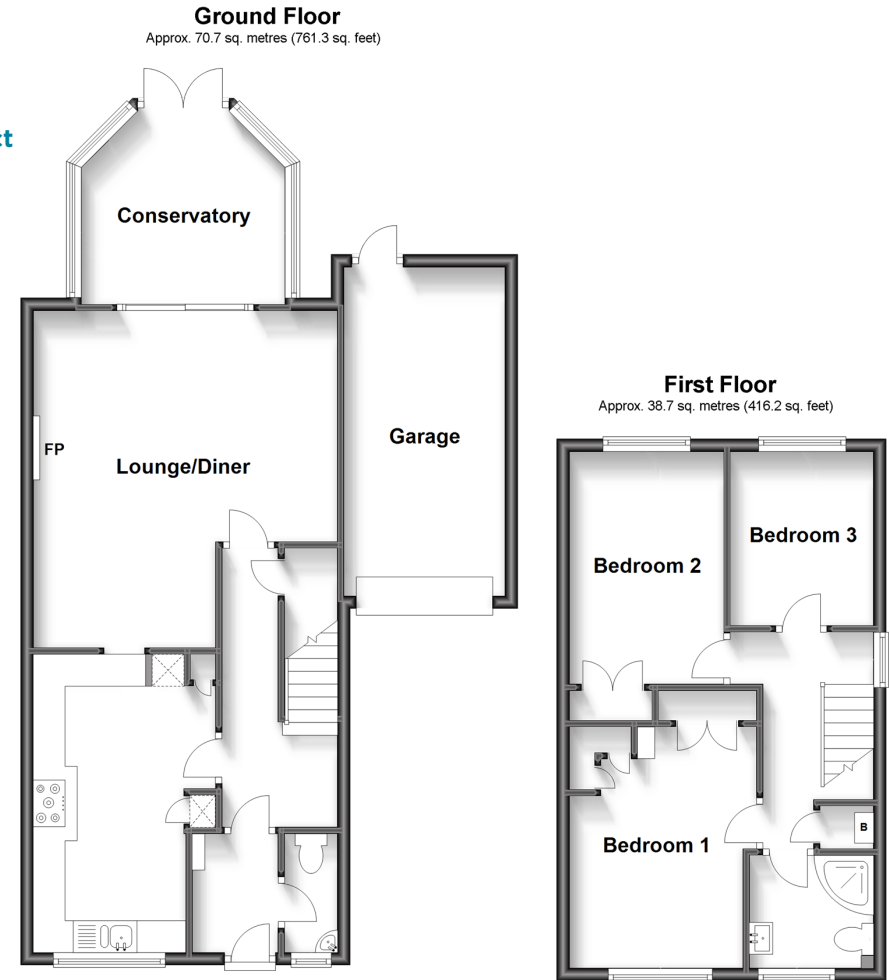 Ground Floor
Approx. 70.7 sq. metres (761.3 sq. feet)
ct
Conservatory
FP
Lounge/Diner
Garage
First Floor
Approx. 38.7 sq. metres (416.2 sq. feet)
Bedroom 2
Bedroom 3
Bedroom 1
B